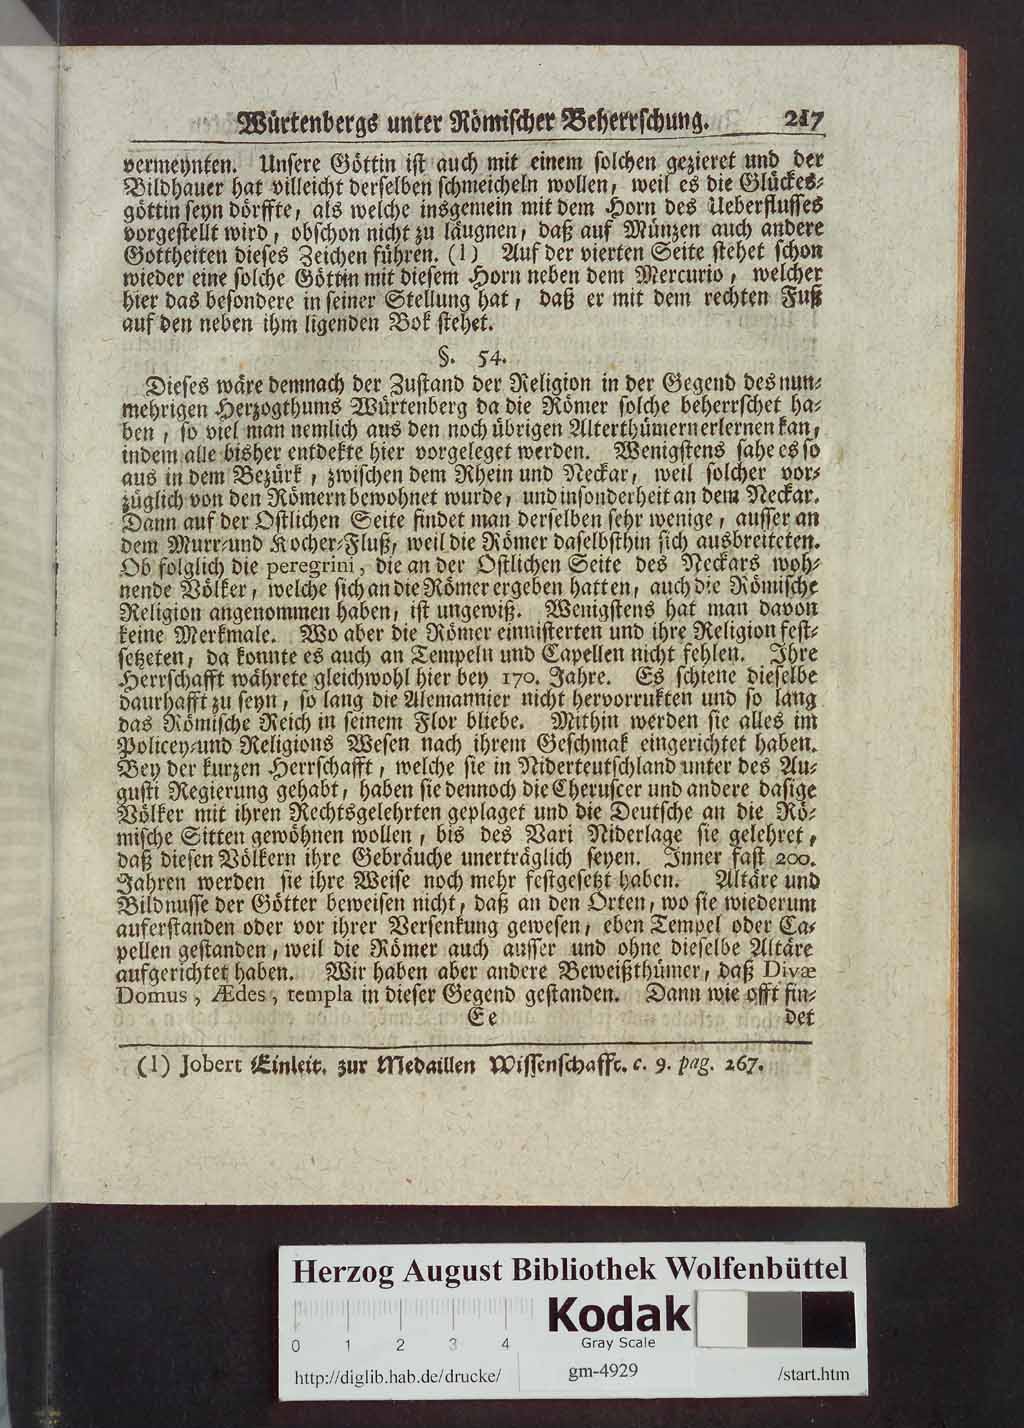 Würtenbergs unter Römischer Beherrschung. 217
vermeynten. Unsere Göttin ist auch mit einem solchen gezieret und der
Bildhauer hat villeicht derselben schmeicheln wollen, weil es die Glückes-
göttin seyn dörffte, als welche insgemein mit dem Horn des Ueberflusses
vorgestellt wird, obschon nicht zu läugnen, daß auf Münzen auch andere
Gottheiten dieses Zeichen führen. (l) Auf der vierten Seite stehet schon
wieder eine solche Göttin mit diesem Horn neben dem Mercurio, welcher
hier das besondere in seiner Stellung hat, daß er mit dem rechten Fuß
auf den neben ihm ligenden Bok stehet.
§. 54.
Dieses wäre demnach der Zustand der Religion in der Gegend des nun-
mehrigen Herzogthums Würtenberg da die Römer solche beherrschet ha-
ben, so viel man nemlich aus den noch übrigen Alterthümern erlernen kan,
indem alle bisher entdekte hier vorgeleget werden. Wenigstens sahe es so
aus in dem Bezürk, zwischen dem Rhein und Neckar, weil solcher vor-
züglich von den Römern bewohnet wurde, und insonderheit an dem Neckar.
Dann auf der Ostlichen Seite findet man derselben sehr wenige, ausser an
dem Murr-und Kocher-Fluß, weil die Römer daselbsthin sich ausbreiteten.
Ob folglich die peregrini, die an der Ostlichen Seite des Neckars woh-
nende Völker, welche sich an die Römer ergeben hatten, auch die Römische
Religion angenommen haben, ist ungewiß. Wenigstens hat man davon
keine Merkmale. Wo aber die Römer einnisterten und ihre Religion fest-
setzeten, da konnte es auch an Tempeln und Capellen nicht fehlen. Ihre
Herrschafft währete gleichwohl hier bey 170. Jahre. Es schiene dieselbe
daurhafft zu seyn, so lang die Alemannier nicht hervorrukten und so lang
das Römische Reich in seinem Flor bliebe. Mithin werden sie alles im
Policey-und Religions Wesen nach ihrem Geschmak eingerichtet haben.
Bey der kurzen Herrschafft, welche sie in Niderteutschland unter des Au-
gusti Regierung gehabt, haben sie dennoch die Cheruscer und andere dasige
Völker mit ihren Rechtsgelehrten geplaget und die Deutsche an die Rö-
mische Sitten gewöhnen wollen, bis des Vari Niderlage sie gelehret,
daß diesen Völkern ihre Gebräuche unerträglich seyen. Inner fast 200.
Jahren werden sie ihre Weise noch mehr festgesetzt haben. Altäre und
Bildnusse der Götter beweisen nicht, daß an den Orten, wo sie wiederum
auferstanden oder vor ihrer Versenkung gewesen, eben Tempel oder Ca-
pellen gestanden, weil die Römer auch ausser und ohne dieselbe Altäre
aufgerichtet haben. Wir haben aber andere Beweißthümer, daß Divæ
Domus, Ædes, templa in dieser Gegend gestanden. Dann wie offt fin-
Ee det
(l) Jobert Einleit. zur Medaillen Wissenschafft. c. 9. pag. 267.
Herzog August Bibliothek Wolfenbüttel
Kodak
0 1 2 3 4 Gray Scale
http://diglib.hab.de/drucke/ gm-4929 /start.htm